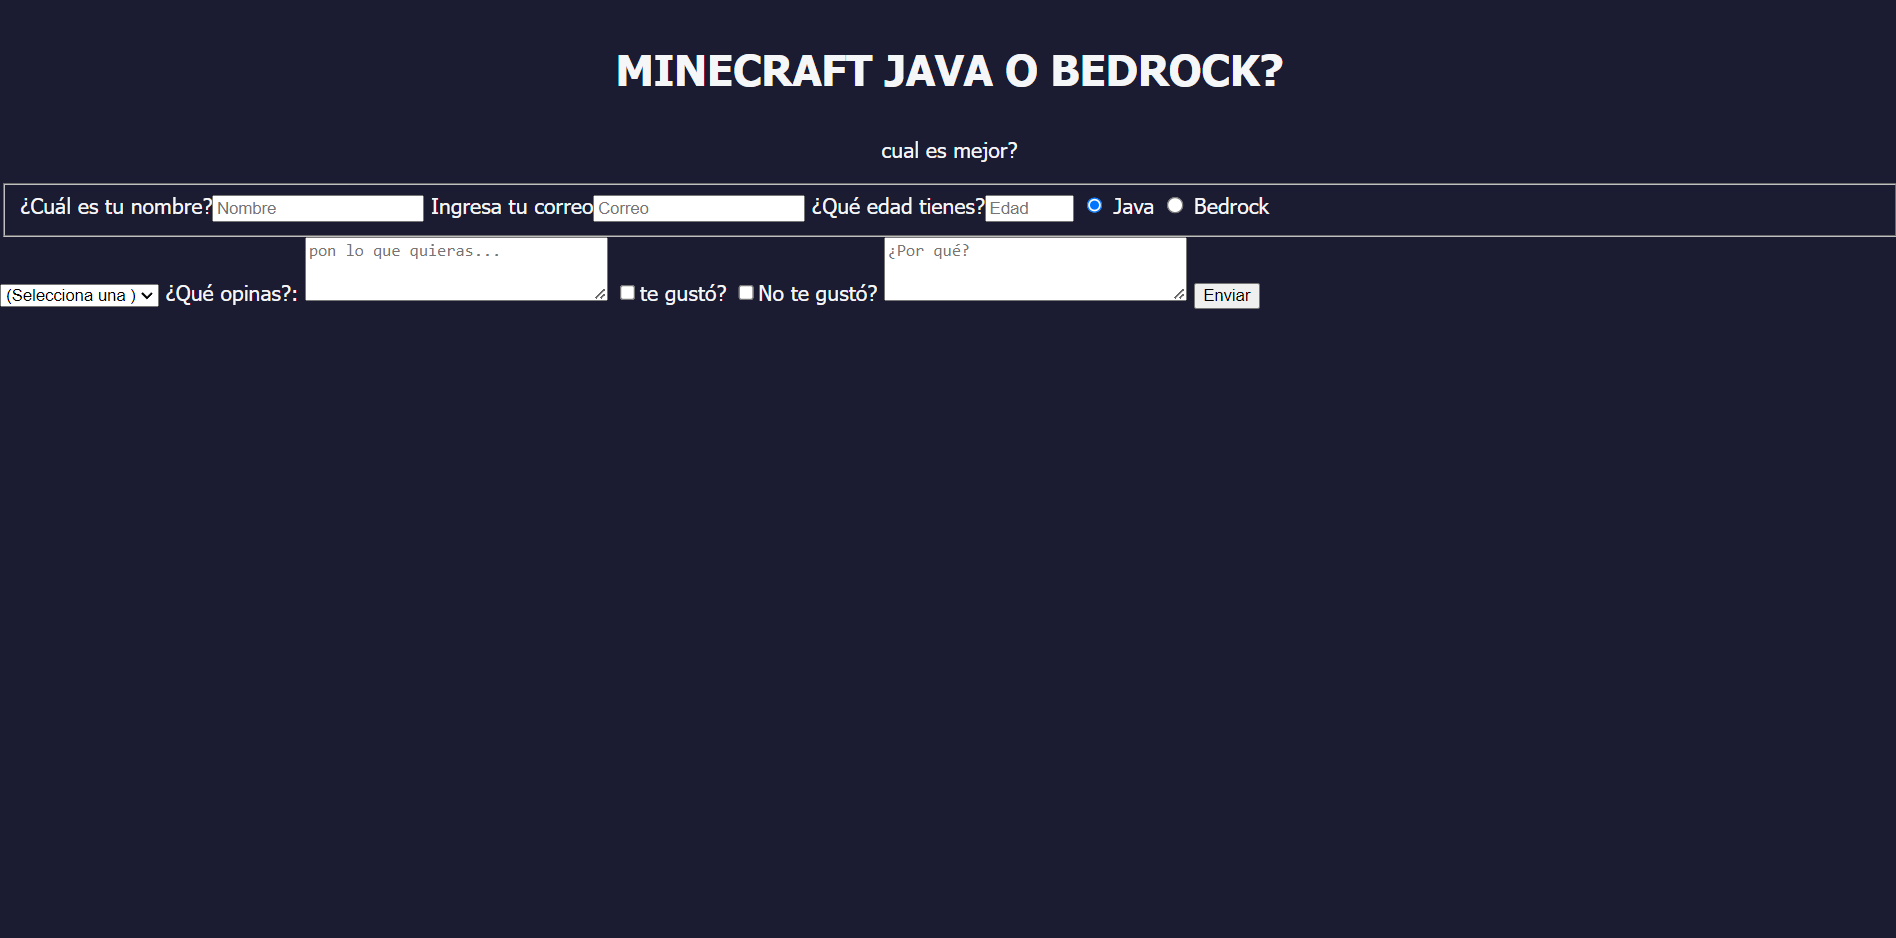 MINECRAFT JAVA O BEDROCK?
cual es mejor?
¿Cuál es tu nombre? Nombre Ingresa tu correo Correo ¿Qué edad tienes? Edad Java Bedrock
(Selecciona una ) ¿Qué opinas?: pon lo que quieras... te gustó? No te gustó? ¿Por qué? Enviar